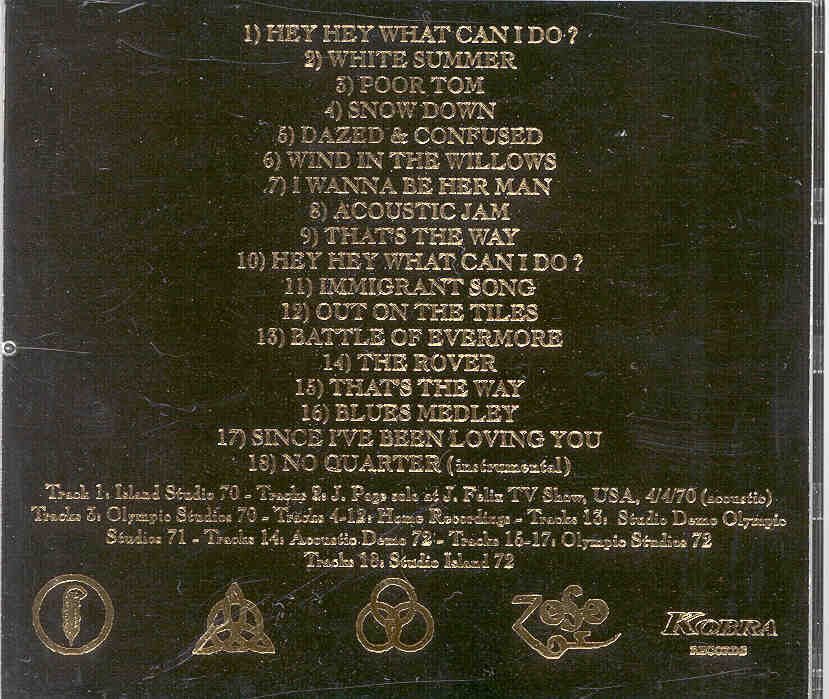 1) HEY HEY WHAT CAN I DO ?
2) WHITE SUMMER
3) POOR TOM
4) SNOW DOWN
5) DAZED & CONFUSED
6) WIND IN THE WILLOWS
7) I WANNA BE HER MAN
8) ACOUSTIC JAM
9) THAT'S THE WAY
10) HEY HEY WHAT CAN I DO ?
11) IMMIGRANT SONG
12) OUT ON THE TILES
13) BATTLE OF EVERMORE
14) THE ROVER
15) THAT'S THE WAY
16) BLUES MEDLEY
17) SINCE I'VE BEEN LOVING YOU
18) NO QUARTER (instrumental)
Track 1: Island Studio 70 - Tracks 2: J. Page solo at J. Felix TV Show, USA, 4/4/70 (acoustic)
Tracks 3: Olympic Studios 70 - Tracks 4-12: Home Recordings - Tracks 13: Studio Demo Olympic
Studios 71 - Tracks 14: Acoustic Demo 72 - Tracks 15-17: Olympic Studios 72
Tracks 18: Studio Island 72
ZOSO
KOBRA
RECORDS